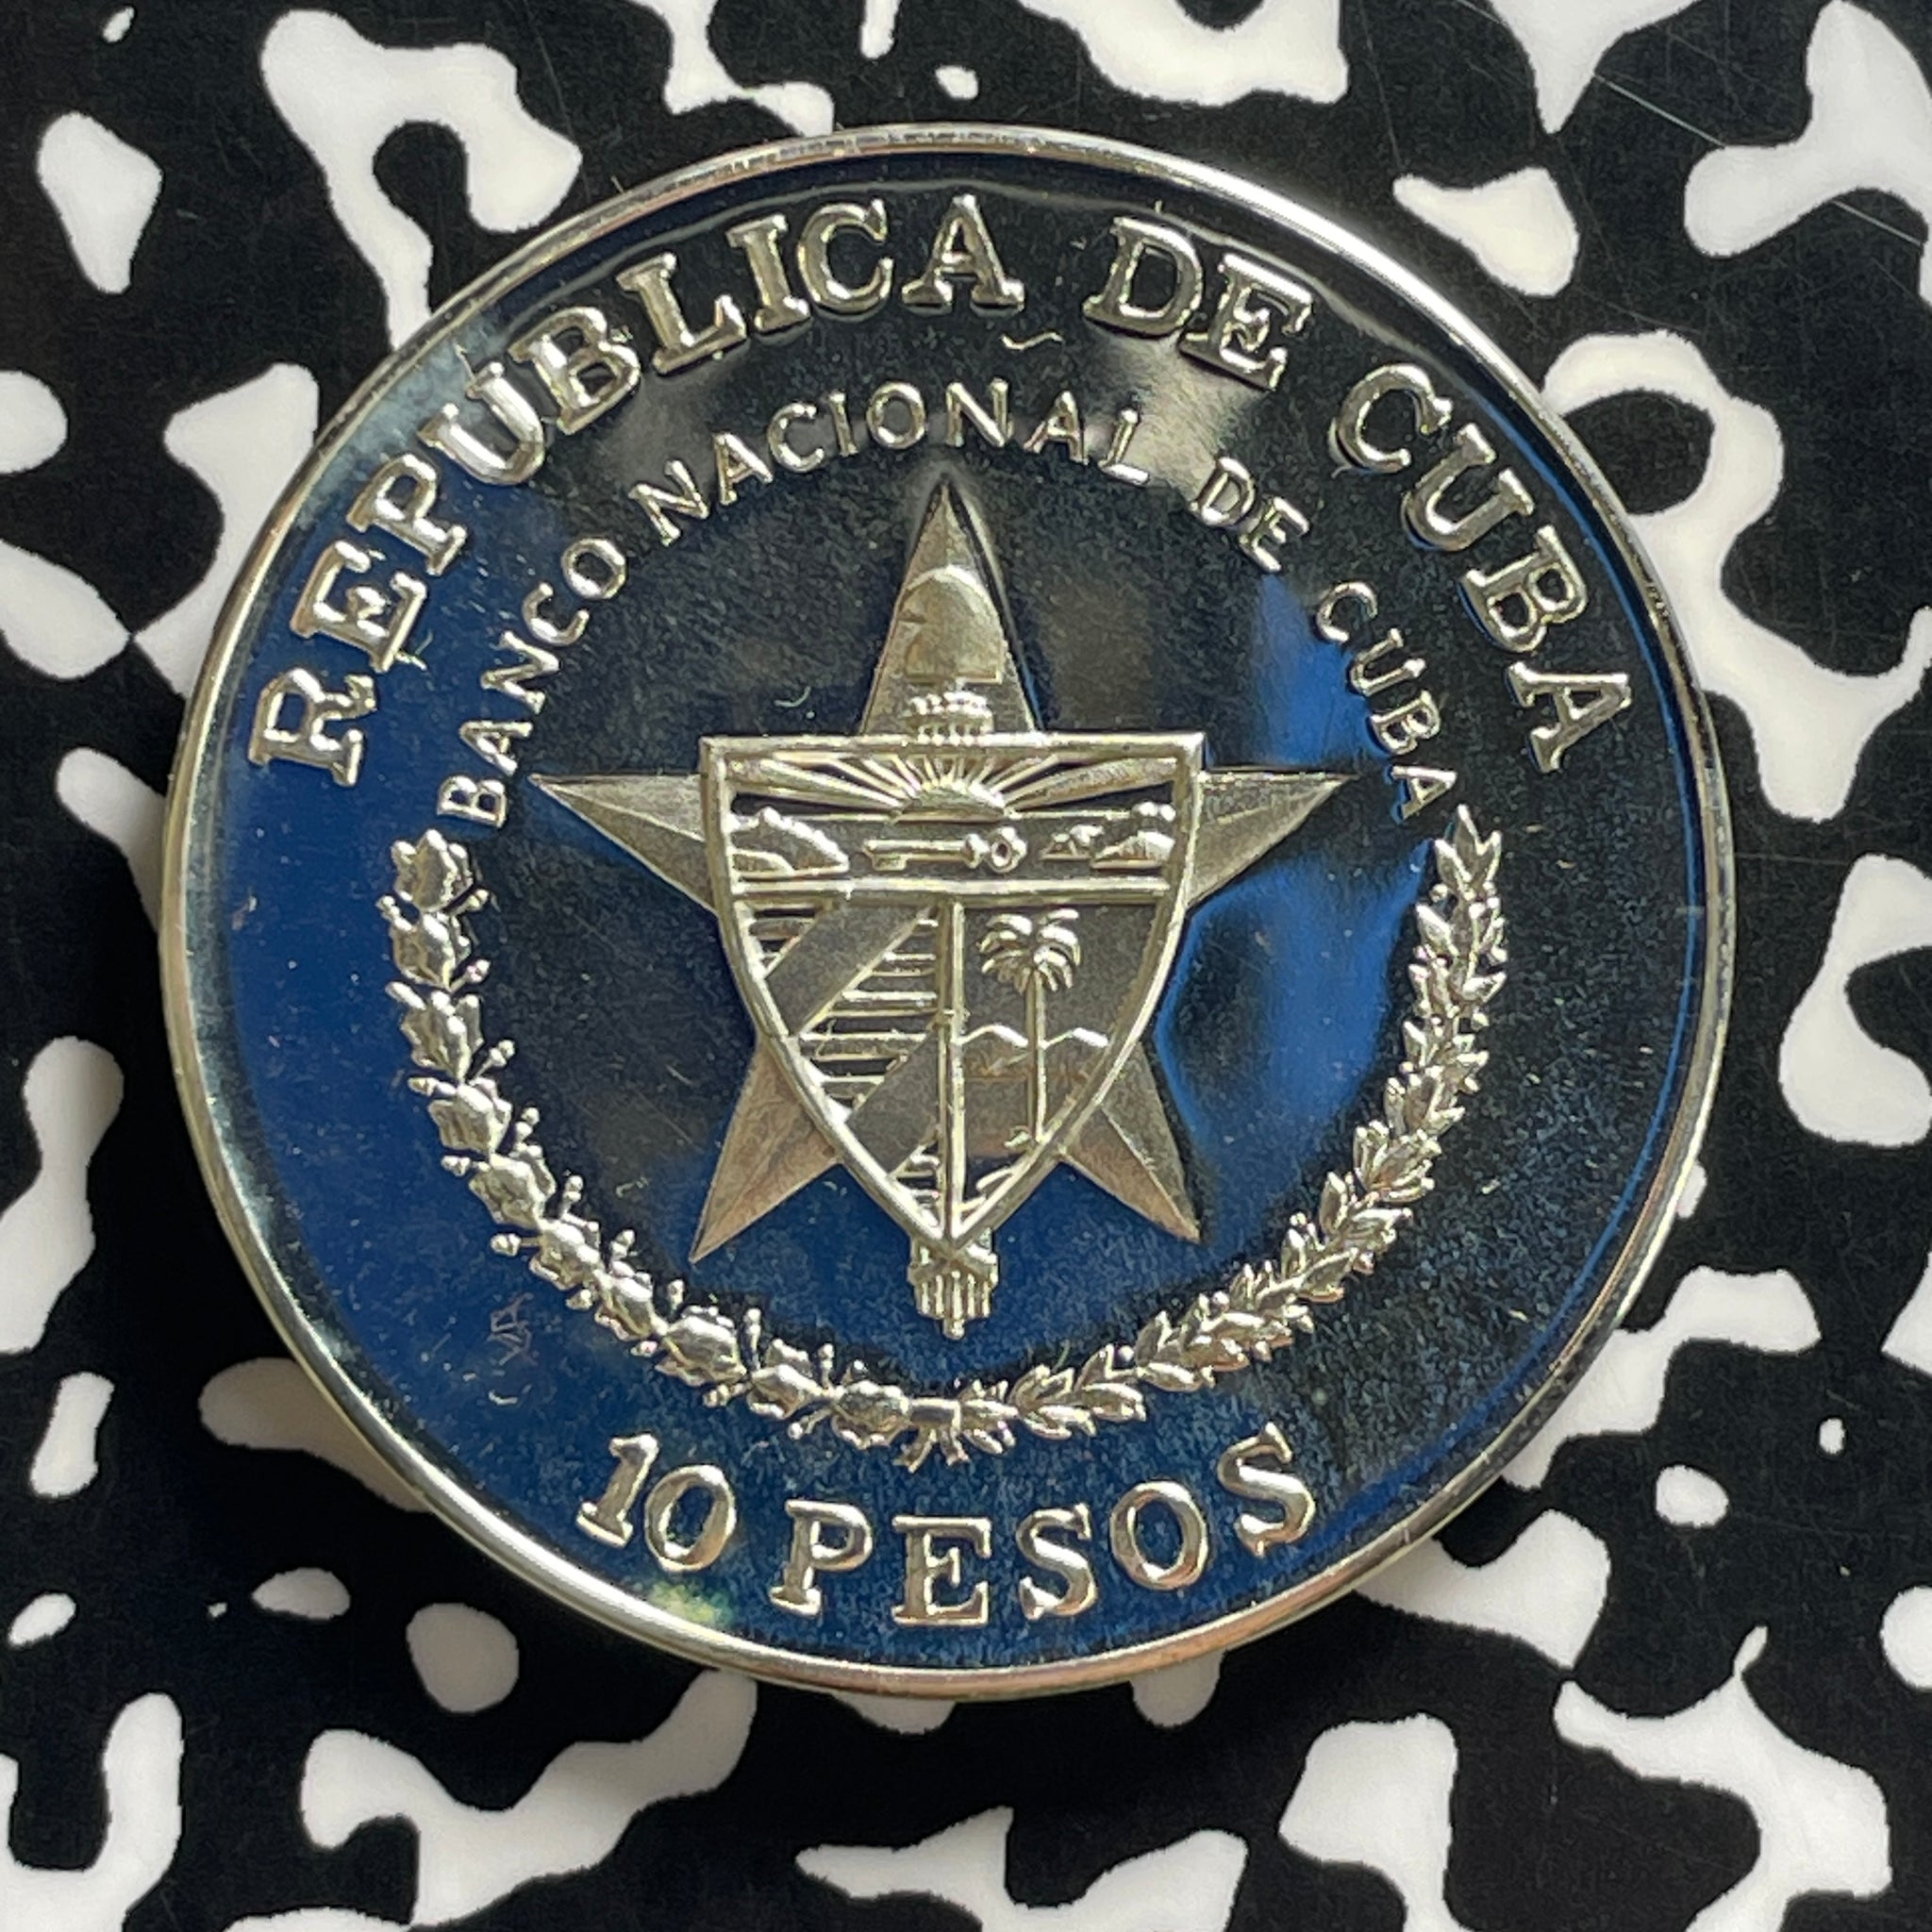 REPUBLICA DE CUBA
BANCO NACIONAL DE CUBA
10 PESOS